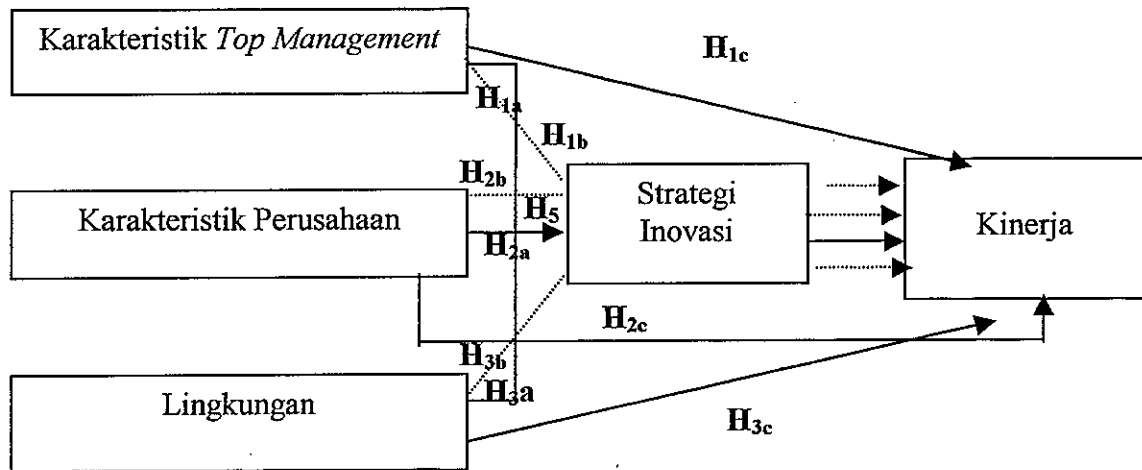 Karakteristik Top Management
H1c
H1a
H1b
H2b
Strategi
Inovasi
Karakteristik Perusahaan
H5
Kinerja
H2a
H2c
H3b
H3a
Lingkungan
H3c